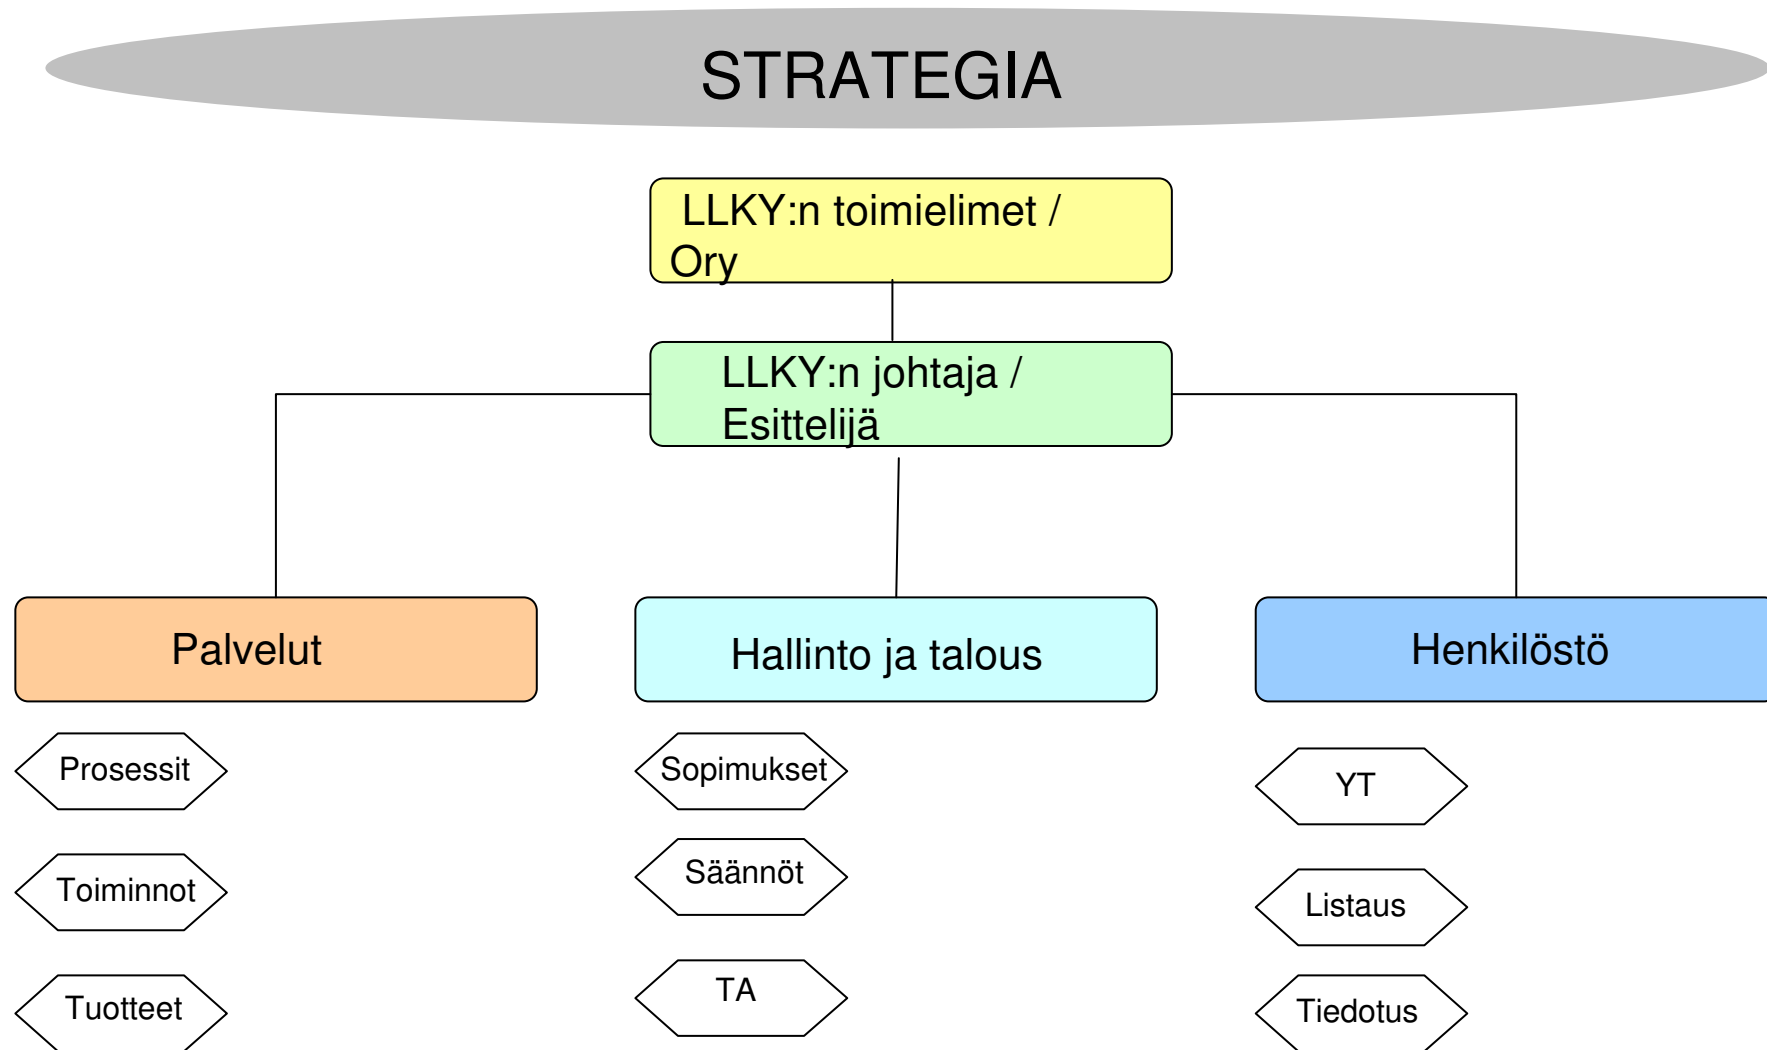 STRATEGIA
LLKY:n toimielimet /
Ory
LLKY:n johtaja /
Esittelijä
Palvelut
Hallinto ja talous
Henkilöstö
Prosessit
Sopimukset
YT
Toiminnot
Säännöt
Listaus
Tuotteet
TA
Tiedotus